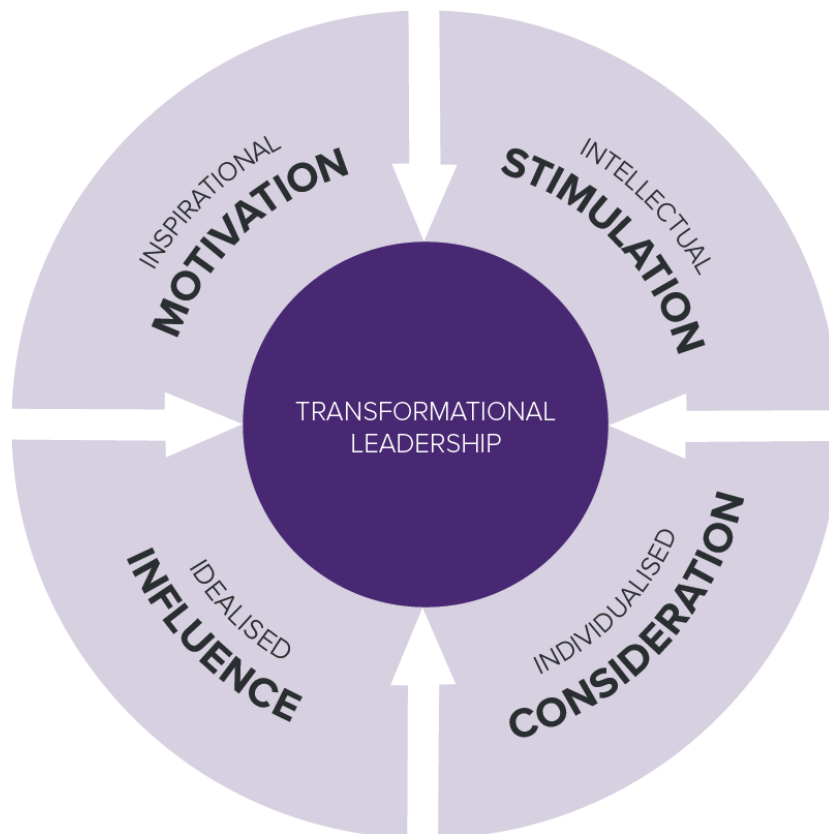 INSPIRATIONAL
MOTIVATION
INTELLECTUAL
STIMULATION
TRANSFORMATIONAL
LEADERSHIP
IDEALISED
INFLUENCE
INDIVIDUALISED
CONSIDERATION